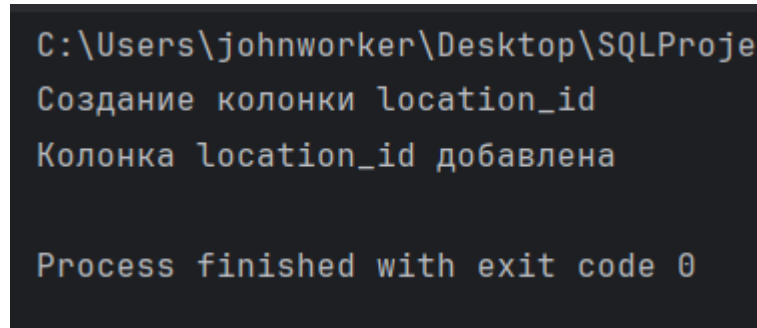 C:\Users\johnworker\Desktop\SQLProje
Создание колонки location_id
Колонка location_id добавлена
Process finished with exit code 0